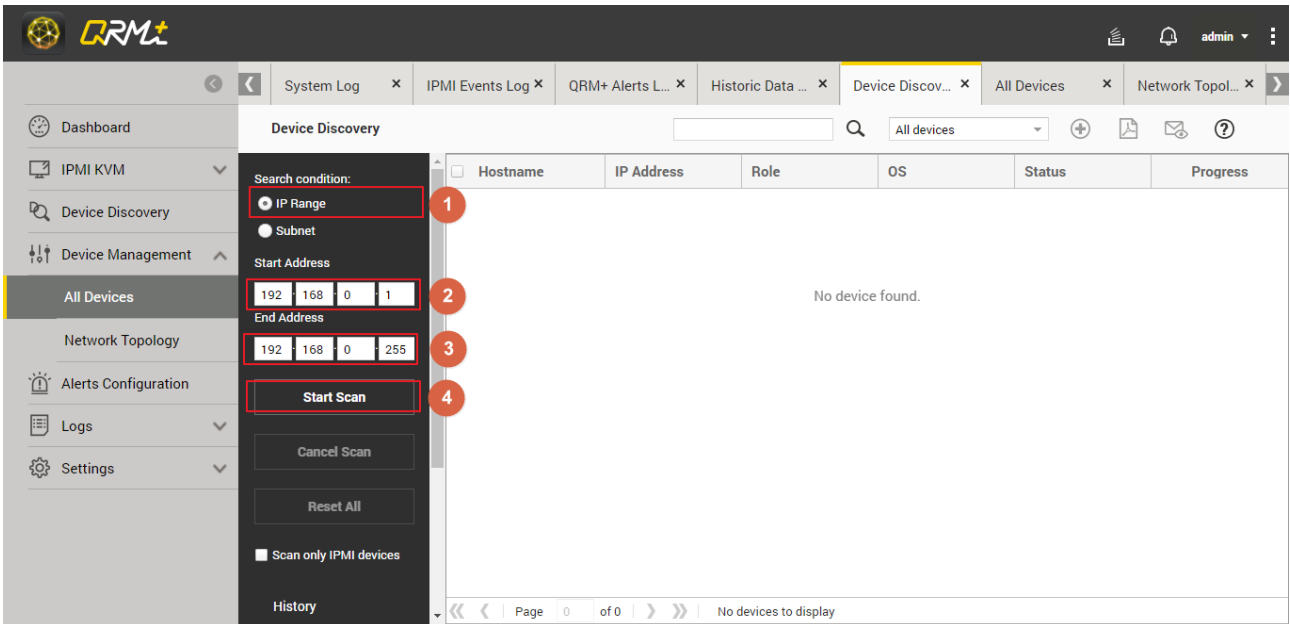 QRM+
admin
System Log × IPMI Events Log × QRM+ Alerts L... × Historic Data ... × Device Discov... × All Devices × Network Topol... ×
Dashboard
IPMI KVM
Device Discovery
Device Management
All Devices
Network Topology
Alerts Configuration
Logs
Settings
Device Discovery
All devices
Search condition:
IP Range
1
Subnet
Start Address
192 168 0 1
2
End Address
192 168 0 255
3
Start Scan
4
Cancel Scan
Reset All
Scan only IPMI devices
History
Hostname IP Address Role OS Status Progress
No device found.
Page 0 of 0 No devices to display